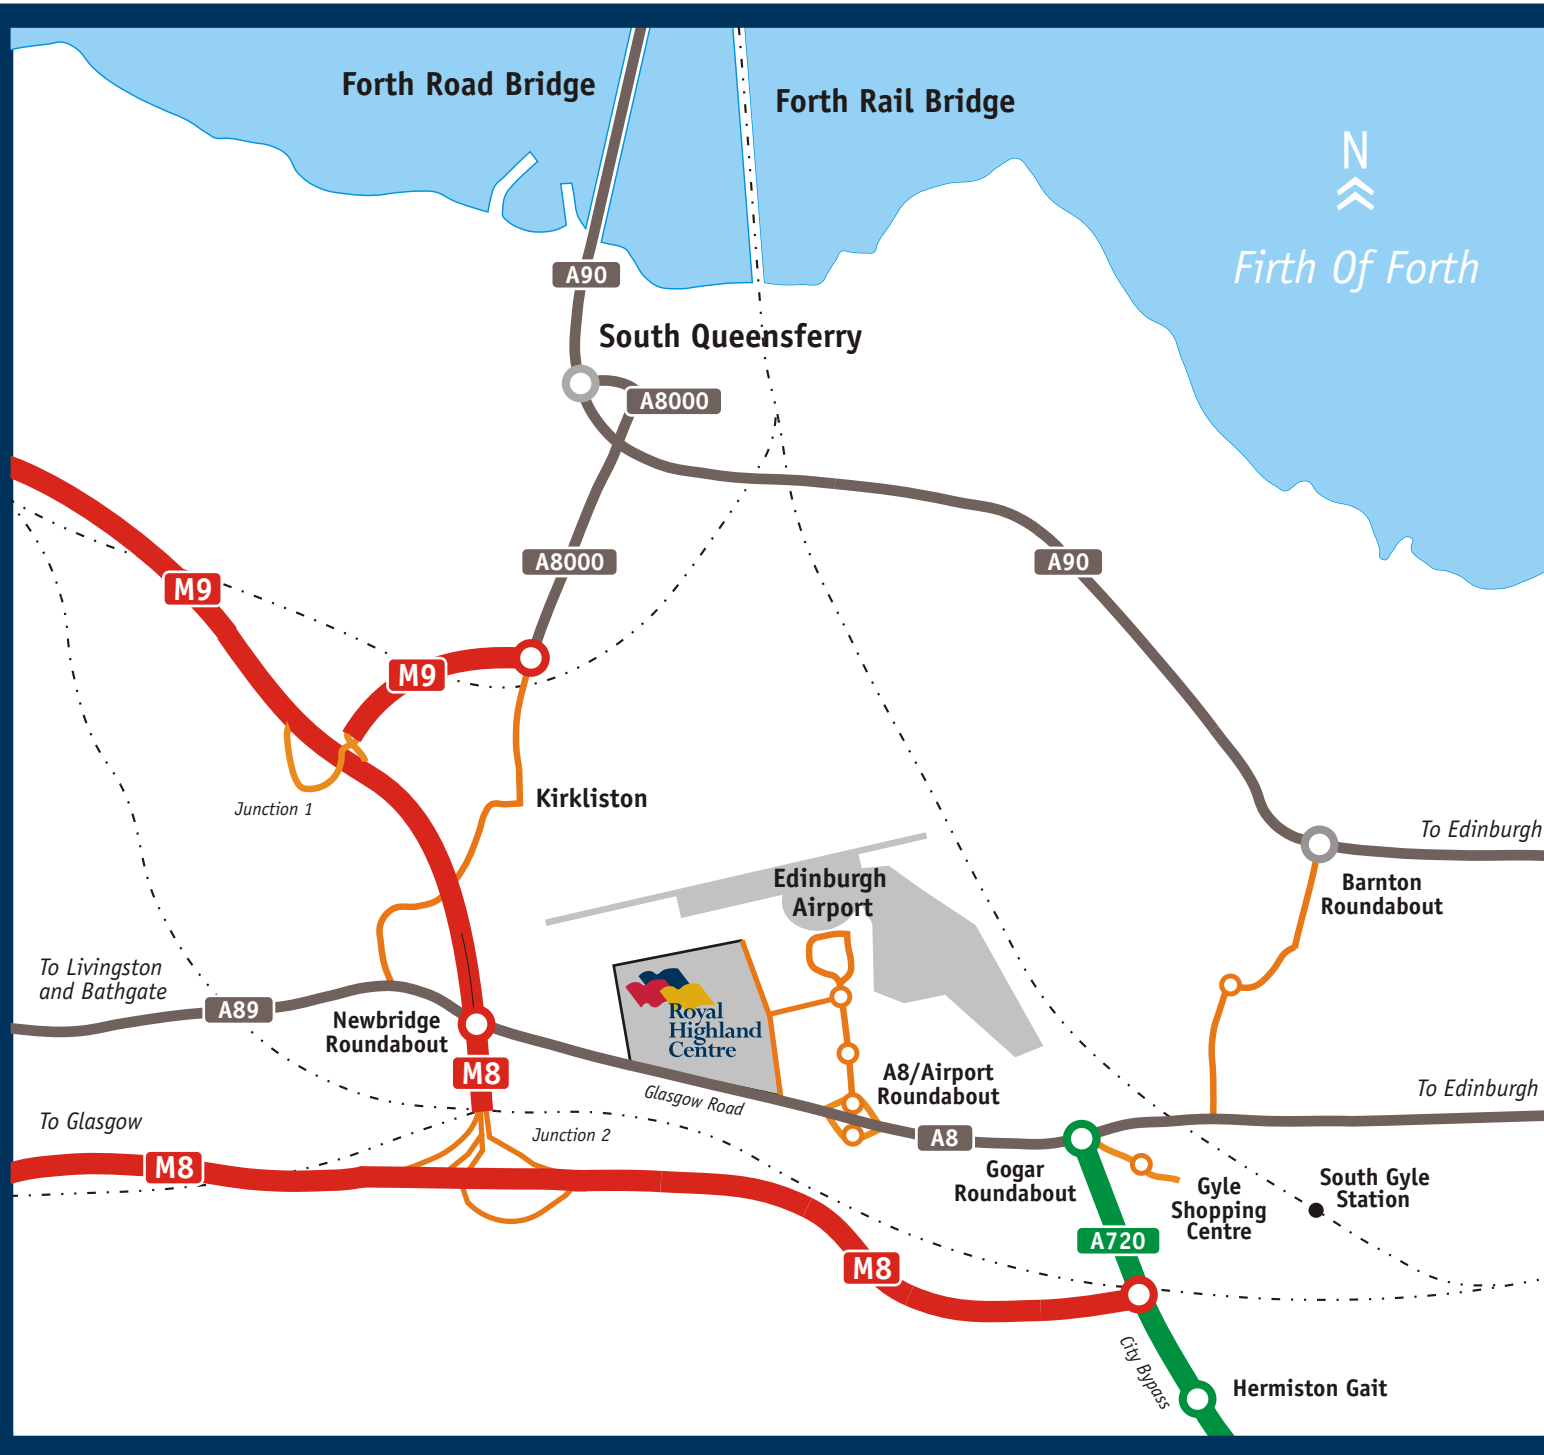 Forth Road Bridge
Forth Rail Bridge
N
Firth Of Forth
A90
South Queensferry
A8000
A8000
A90
M9
M9
Junction 1
Kirkliston
To Edinburgh
Barnton
Roundabout
Edinburgh
Airport
To Livingston
and Bathgate
A89
Newbridge
Roundabout
Royal
Highland
Centre
M8
Glasgow Road
A8/Airport
Roundabout
To Edinburgh
To Glasgow
Junction 2
A8
M8
Gogar
Roundabout
Gyle
Shopping
Centre
South Gyle
Station
A720
M8
City Bypass
Hermiston Gait